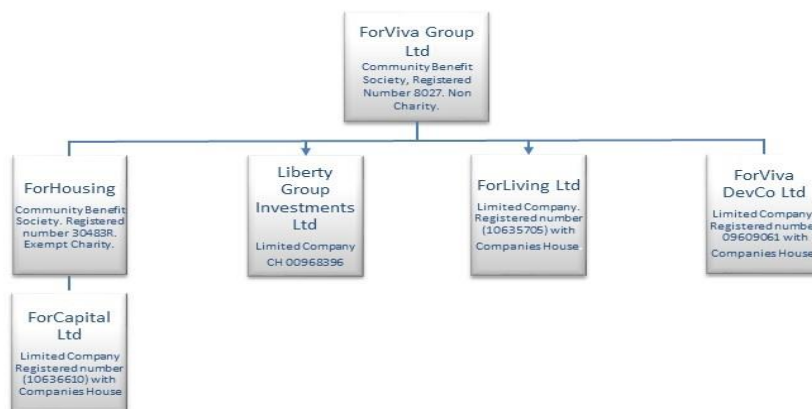 ForViva Group
Ltd
Community Benefit
Society, Registered
Number 8027. Non
Charity.
ForHousing
Community Benefit
Society. Registered
number 30483R.
Exempt Charity.
Liberty
Group
Investments
Ltd
Limited Company
CH 00968396
ForLiving Ltd
Limited Company.
Registered number
(10635705) with
Companies House
ForViva
DevCo Ltd
Limited Company
Registered number
09609061 with
Companies House
ForCapital
Ltd
Limited Company
Registered number
(10636610) with
Companies House